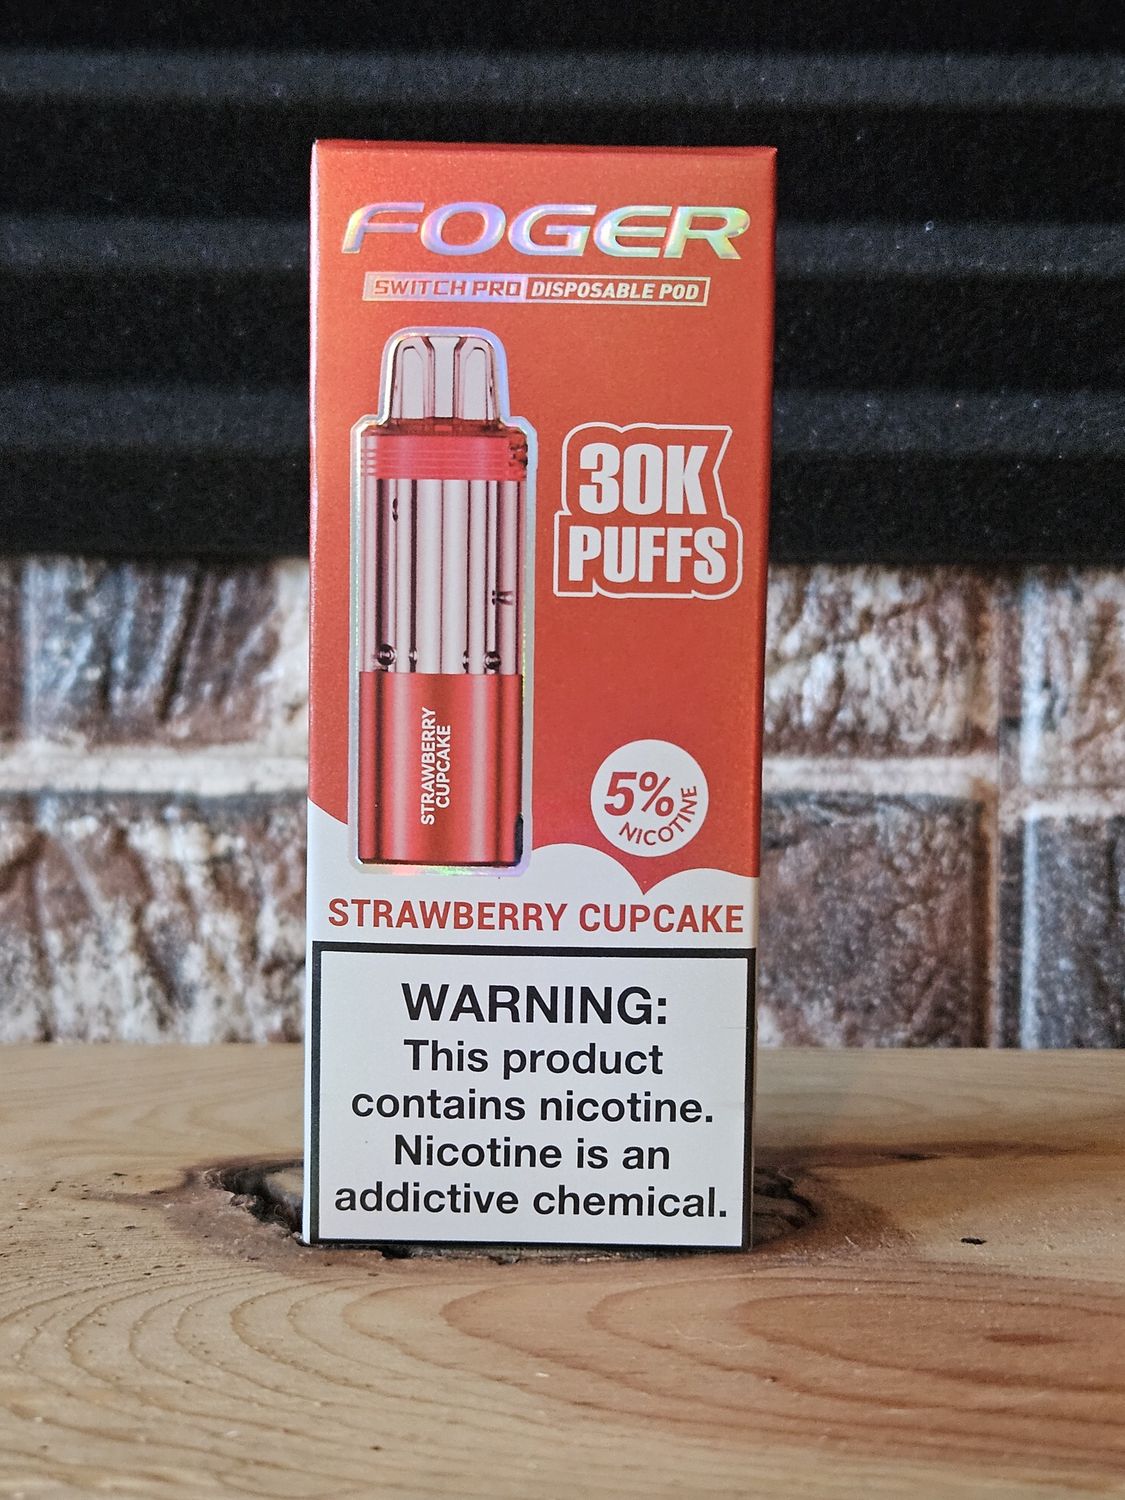 FOGER
SWITCH PRO DISPOSABLE POD
30K
PUFFS
STRAWBERRY
CUPCAKE
5%
NICOTINE
STRAWBERRY CUPCAKE
WARNING:
This product
contains nicotine.
Nicotine is an
addictive chemical.